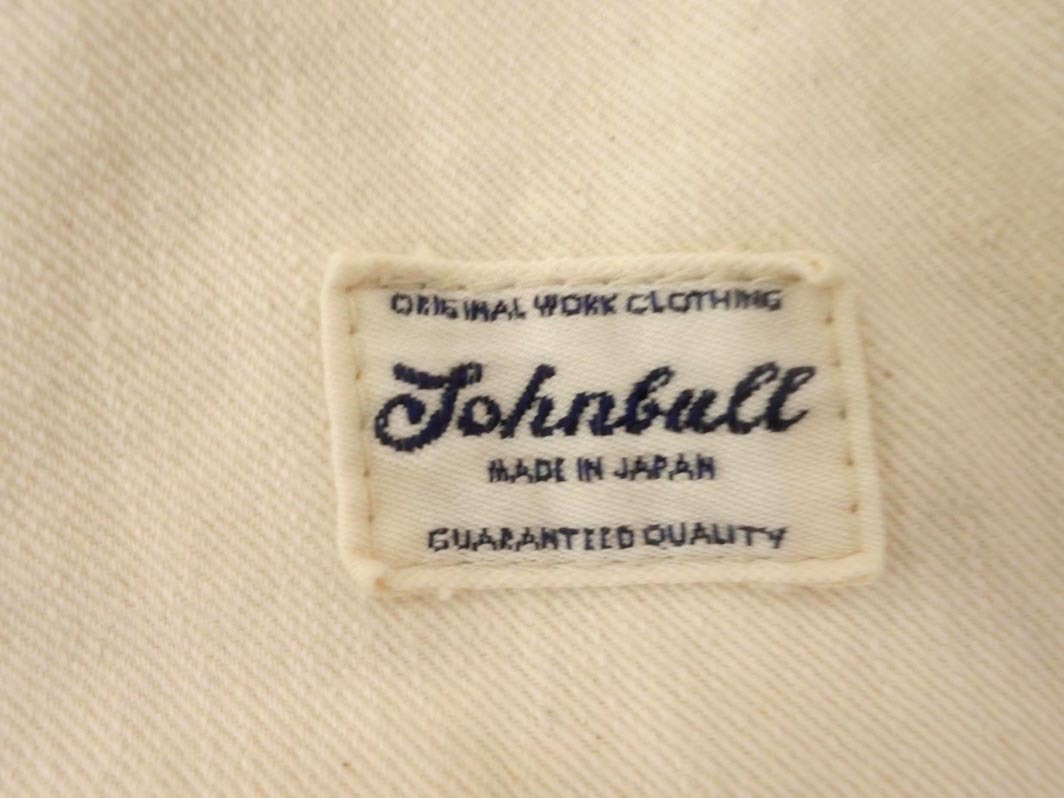 ORIGINAL WORK CLOTHING
Johnbull
MADE IN JAPAN
GUARANTEED QUALITY